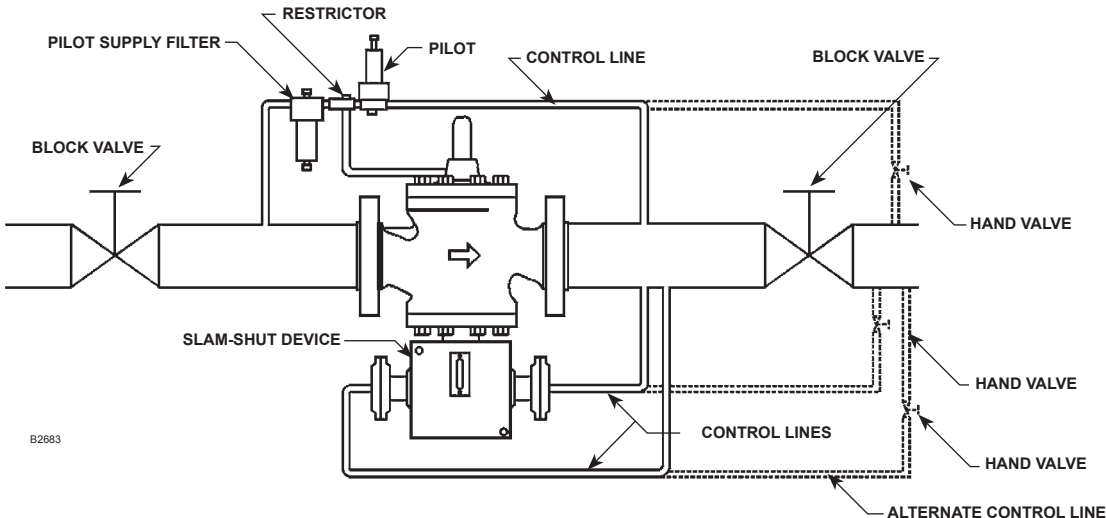 RESTRICTOR
PILOT SUPPLY FILTER
PILOT
CONTROL LINE
BLOCK VALVE
BLOCK VALVE
HAND VALVE
SLAM-SHUT DEVICE
HAND VALVE
CONTROL LINES
B2683
HAND VALVE
ALTERNATE CONTROL LINE